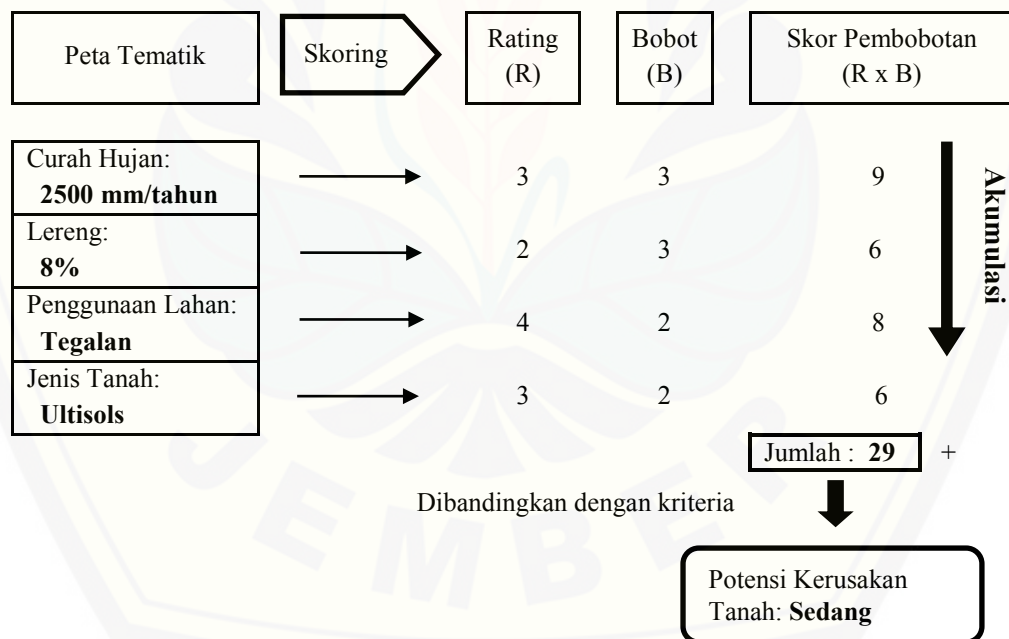 Peta Tematik
Skoring
Rating
(R)
Bobot
(B)
Skor Pembobotan
(R x B)
Curah Hujan:
2500 mm/tahun
3
3
9
Lereng:
8%
2
3
6
Penggunaan Lahan:
Tegalan
4
2
8
Jenis Tanah:
Ultisols
3
2
6
Akumulasi
Jumlah : 29 +
Dibandingkan dengan kriteria
Potensi Kerusakan
Tanah: Sedang
JEMBER